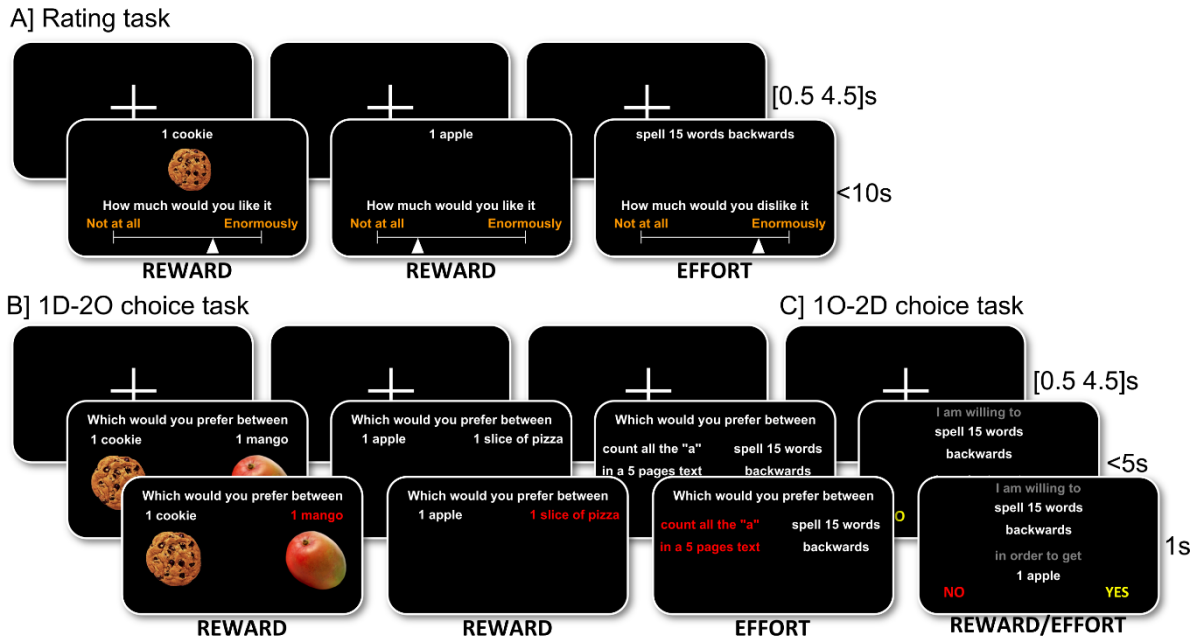 A] Rating task
[0.5 4.5]s
1 cookie
How much would you like it
Not at all Enormously
REWARD
1 apple
How much would you like it
Not at all Enormously
REWARD
spell 15 words backwards
How much would you dislike it
Not at all Enormously
EFFORT
<10s
B] 1D-2O choice task
C] 1O-2D choice task
[0.5 4.5]s
Which would you prefer between
1 cookie 1 mango
Which would you prefer between
1 apple 1 slice of pizza
Which would you prefer between
count all the "a" spell 15 words
in a 5 pages text backwards
I am willing to
spell 15 words
backwards
O
<5s
Which would you prefer between
1 cookie 1 mango
REWARD
Which would you prefer between
1 apple 1 slice of pizza
REWARD
Which would you prefer between
count all the "a" spell 15 words
in a 5 pages text backwards
EFFORT
I am willing to
spell 15 words
backwards
in order to get
1 apple
NO YES
REWARD/EFFORT
1s